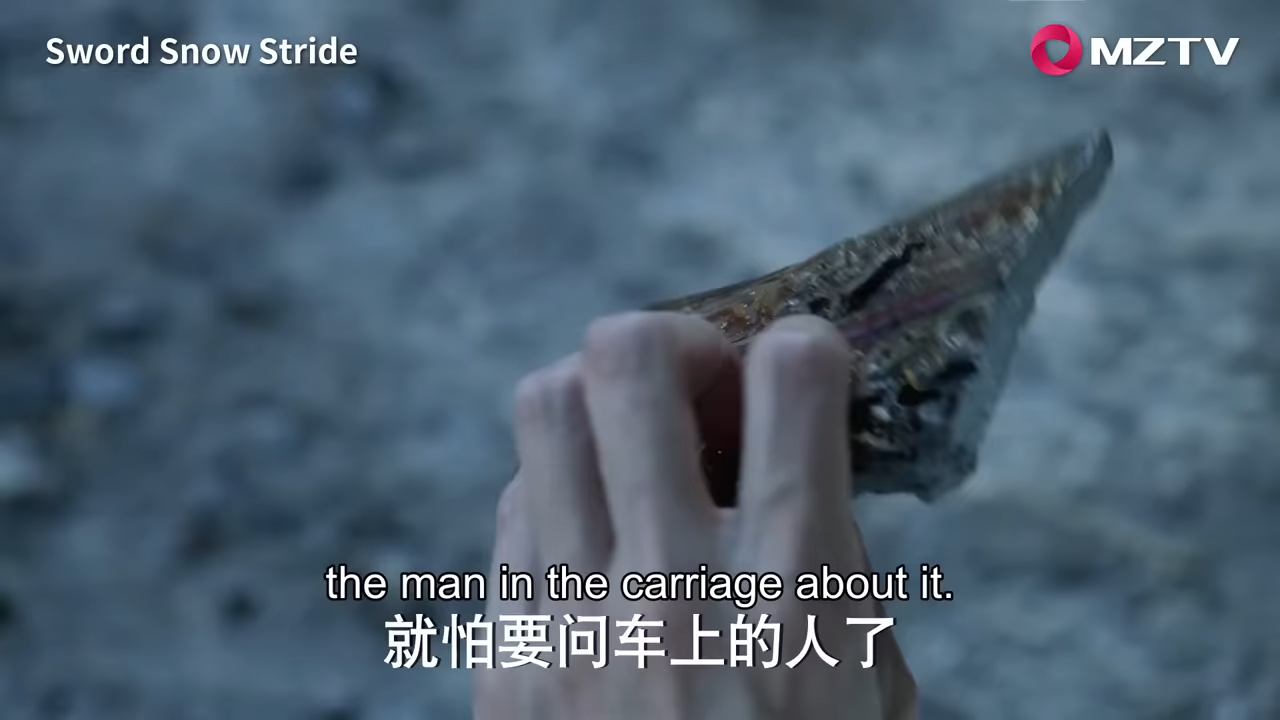 Sword Snow Stride
MZTV
the man in the carriage about it.
就怕要问车上的人了